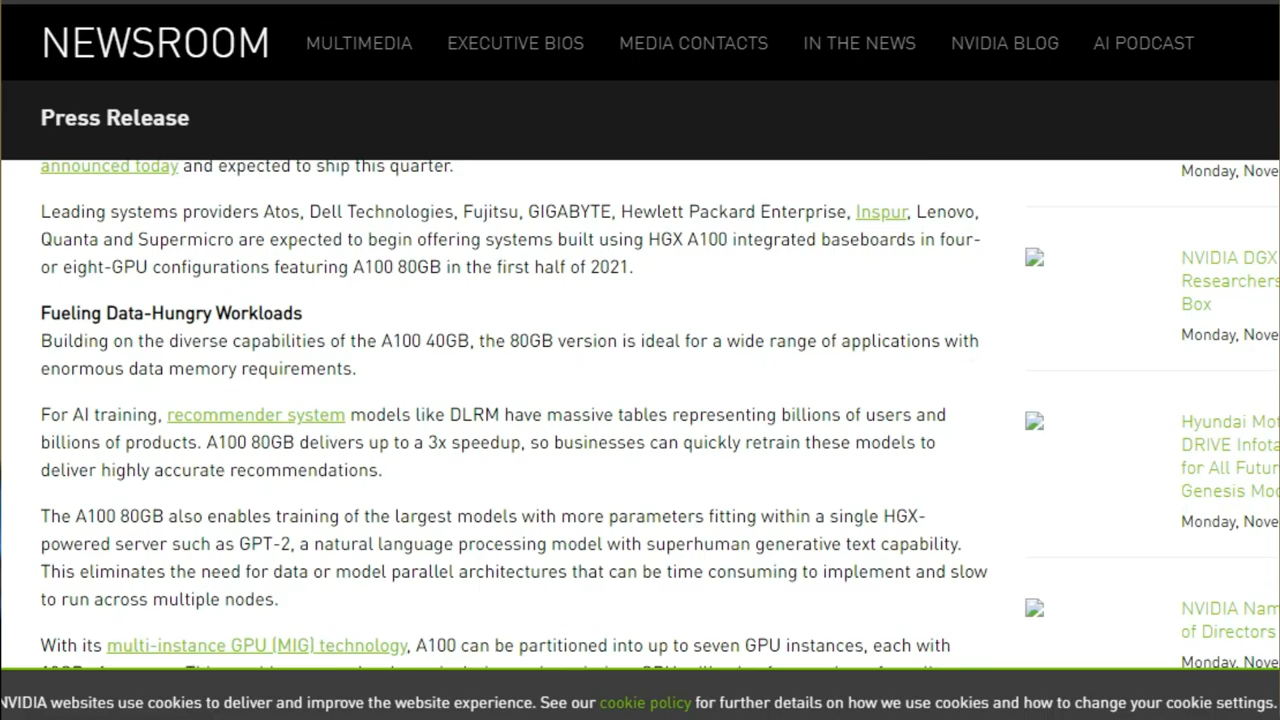 NEWSROOM MULTIMEDIA EXECUTIVE BIOS MEDIA CONTACTS IN THE NEWS NVIDIA BLOG AI PODCAST
Press Release
announced today and expected to ship this quarter.
Leading systems providers Atos, Dell Technologies, Fujitsu, GIGABYTE, Hewlett Packard Enterprise, Inspur, Lenovo,
Quanta and Supermicro are expected to begin offering systems built using HGX A100 integrated baseboards in four-
or eight-GPU configurations featuring A100 80GB in the first half of 2021.
Fueling Data-Hungry Workloads
Building on the diverse capabilities of the A100 40GB, the 80GB version is ideal for a wide range of applications with
enormous data memory requirements.
For AI training, recommender system models like DLRM have massive tables representing billions of users and
billions of products. A100 80GB delivers up to a 3x speedup, so businesses can quickly retrain these models to
deliver highly accurate recommendations.
The A100 80GB also enables training of the largest models with more parameters fitting within a single HGX-
powered server such as GPT-2, a natural language processing model with superhuman generative text capability.
This eliminates the need for data or model parallel architectures that can be time consuming to implement and slow
to run across multiple nodes.
With its multi-instance GPU (MIG) technology, A100 can be partitioned into up to seven GPU instances, each with
Monday, Nove
NVIDIA DGX
Researchers
Box
Monday, Nove
Hyundai Mot
DRIVE Infota
for All Futur
Genesis Mod
Monday, Nove
NVIDIA Nam
of Directors
Monday, Nove
NVIDIA websites use cookies to deliver and improve the website experience. See our cookie policy for further details on how we use cookies and how to change your cookie settings.